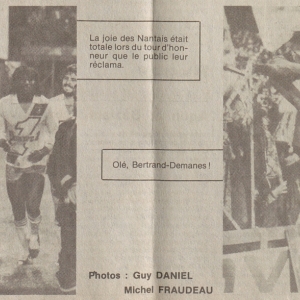 La joie des Nantais était
totale lors du tour d'hon-
neur que le public leur
réclama.
Olé, Bertrand-Demanes !
Photos : Guy DANIEL
Michel FRAUDEAU